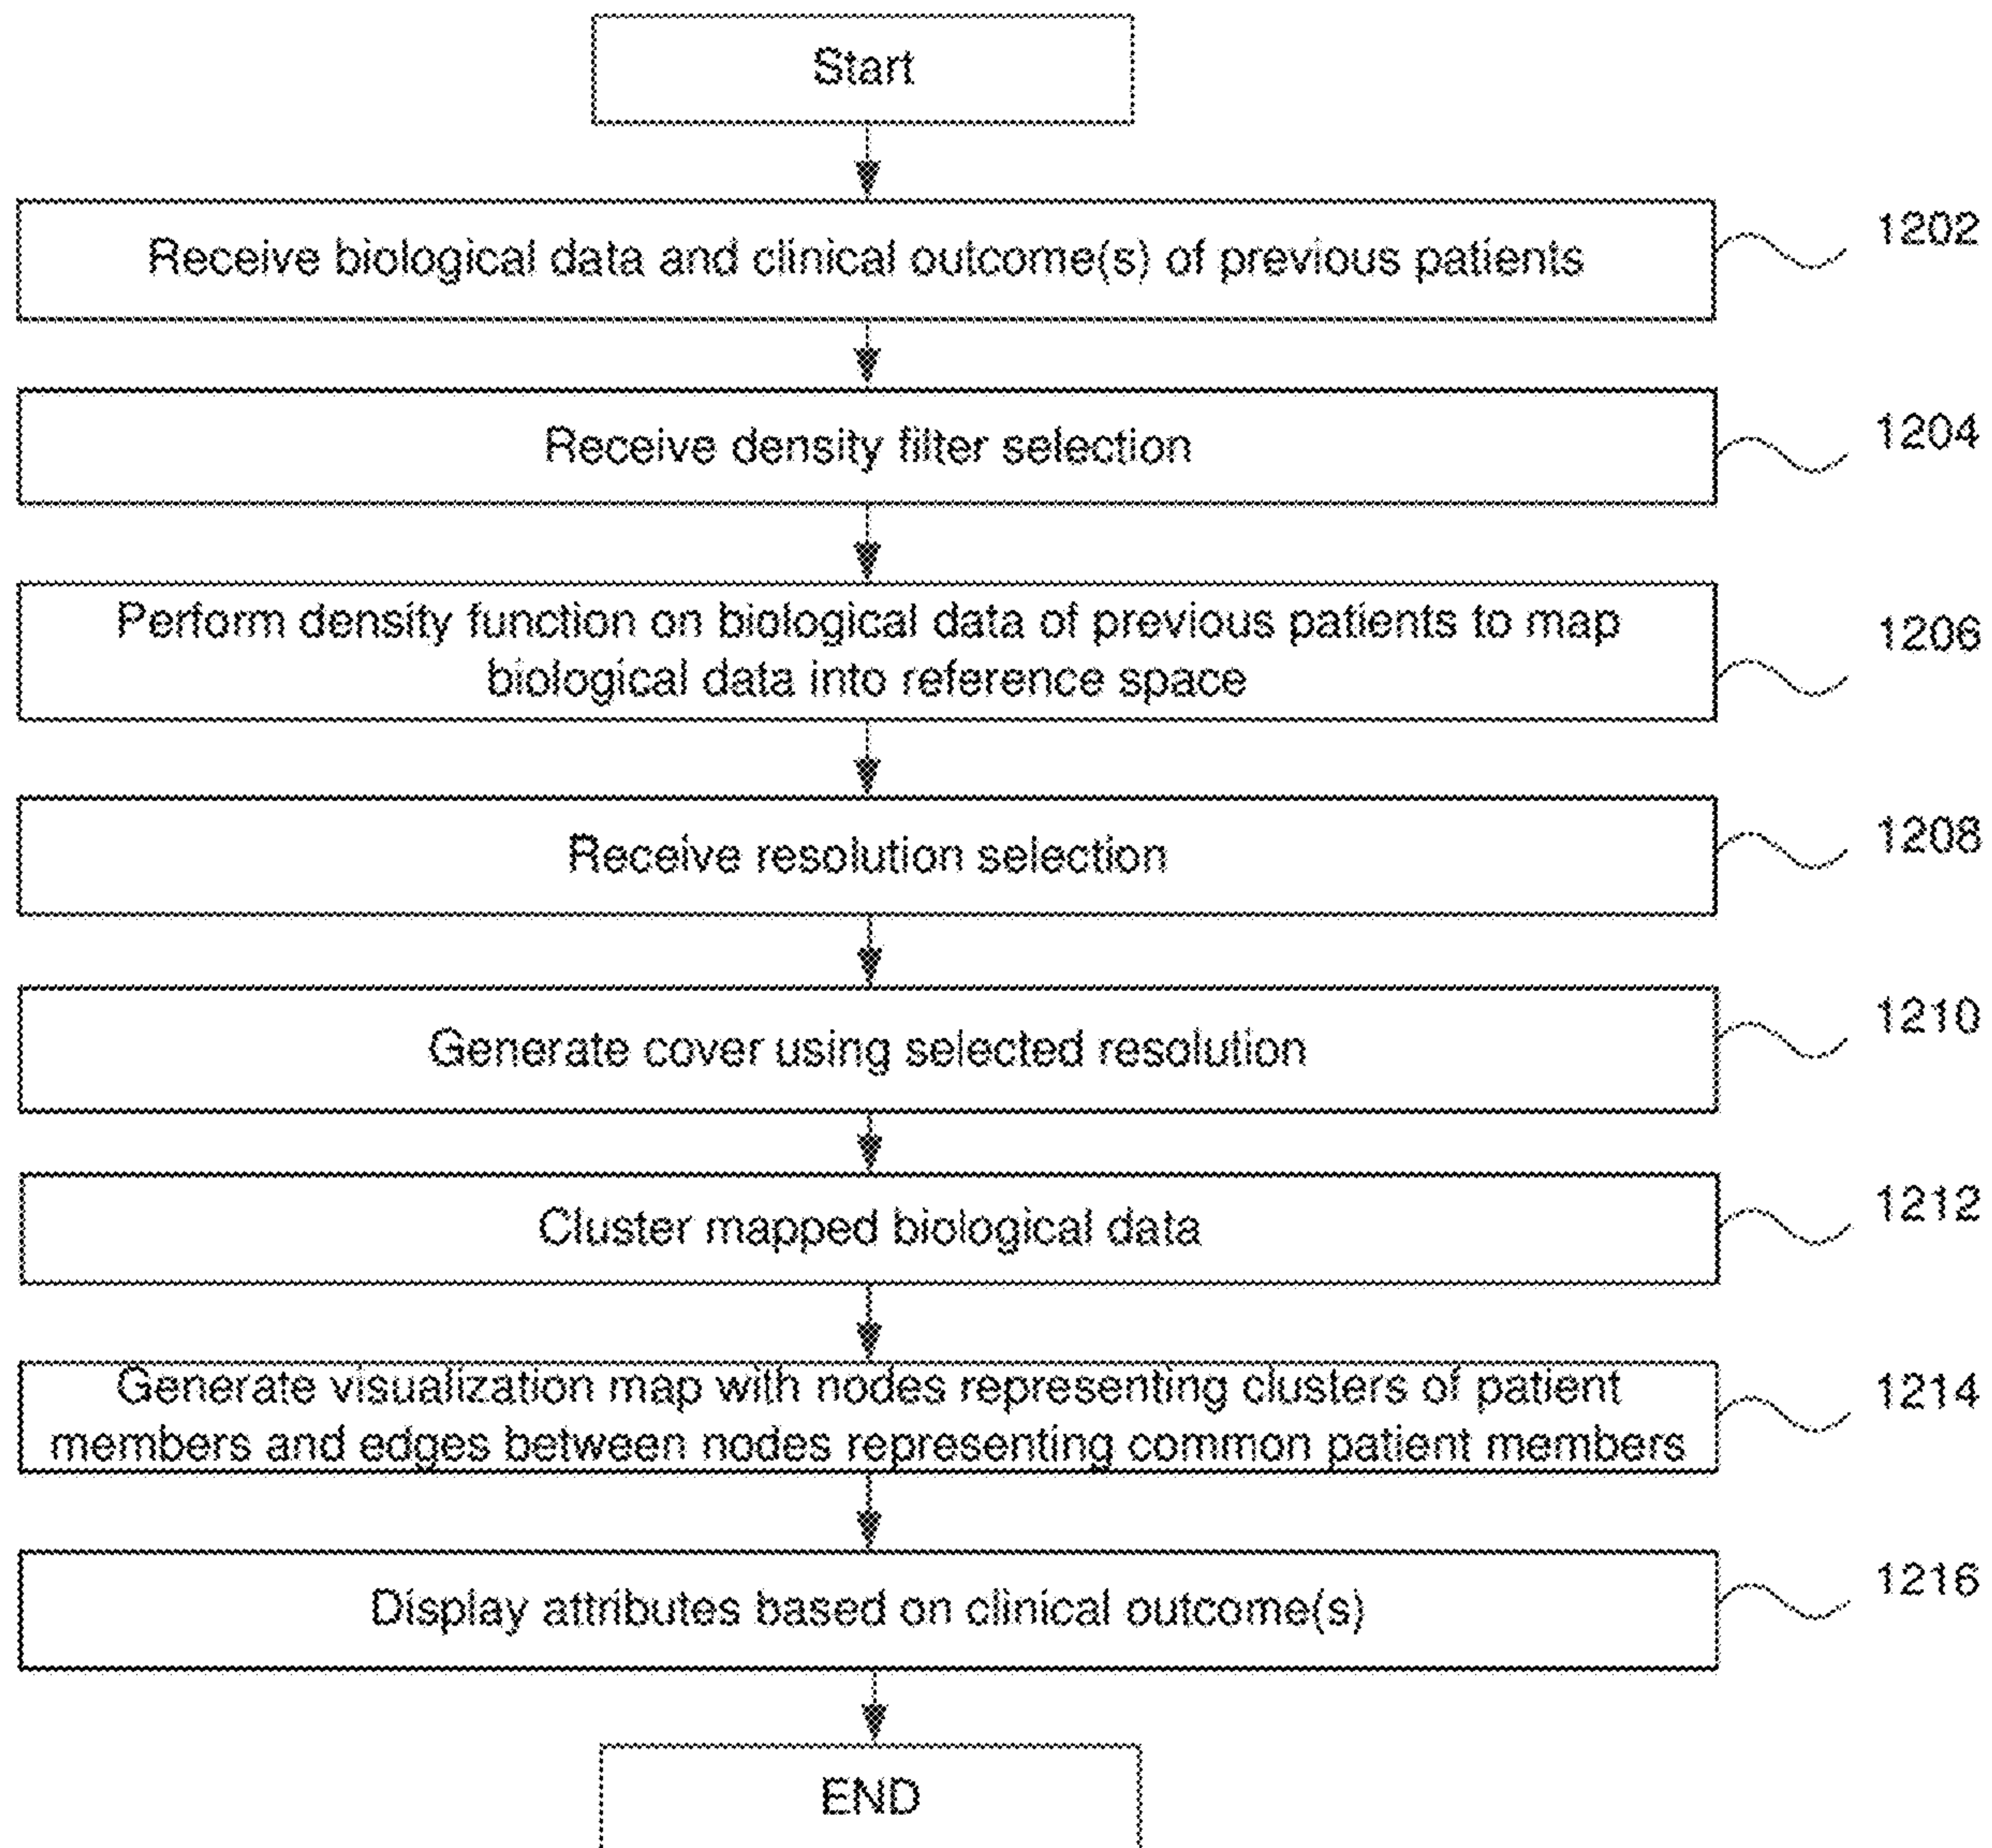 Start
Receive biological data and clinical outcome(s) of previous patients
1202
Receive density filter selection
1204
Perform density function on biological data of previous patients to map
biological data into reference space
1206
Receive resolution selection
1208
Generate cover using selected resolution
1210
Cluster mapped biological data
1212
Generate visualization map with nodes representing clusters of patient
members and edges between nodes representing common patient members
1214
Display attributes based on clinical outcome(s)
1216
END